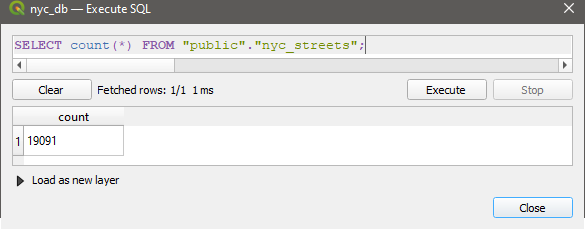 nyc_db — Execute SQL
SELECT count(*) FROM "public"."nyc_streets";
Clear Fetched rows: 1/1 1 ms Execute Stop
count
1 19091
Load as new layer
Close